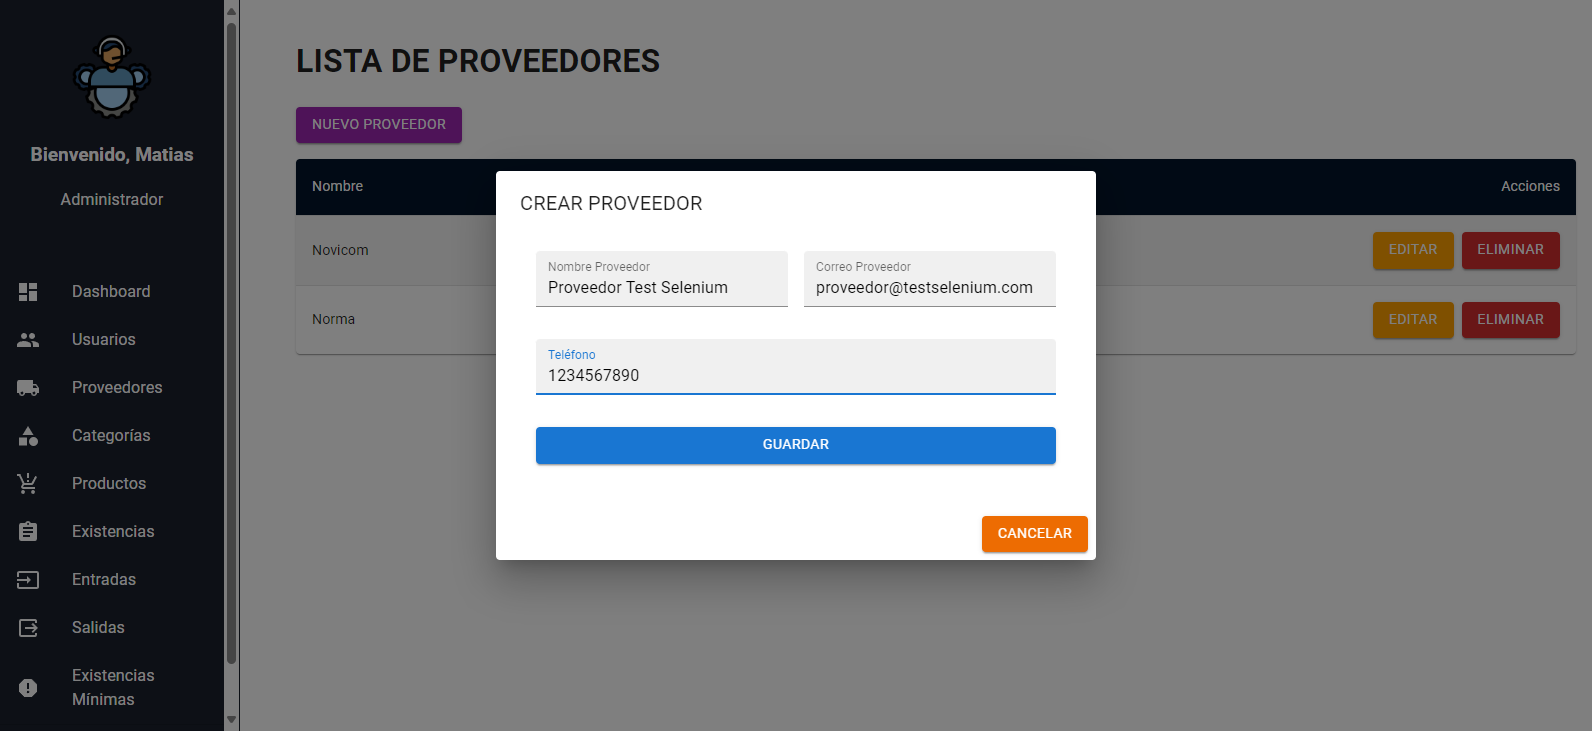 Bienvenido, Matias
Administrador
Dashboard
Usuarios
Proveedores
Categorías
Productos
Existencias
Entradas
Salidas
Existencias
Mínimas
LISTA DE PROVEEDORES
NUEVO PROVEEDOR
Nombre
Acciones
Novicom
EDITAR
ELIMINAR
Norma
EDITAR
ELIMINAR
CREAR PROVEEDOR
Nombre Proveedor
Proveedor Test Selenium
Correo Proveedor
proveedor@testselenium.com
Teléfono
1234567890
GUARDAR
CANCELAR